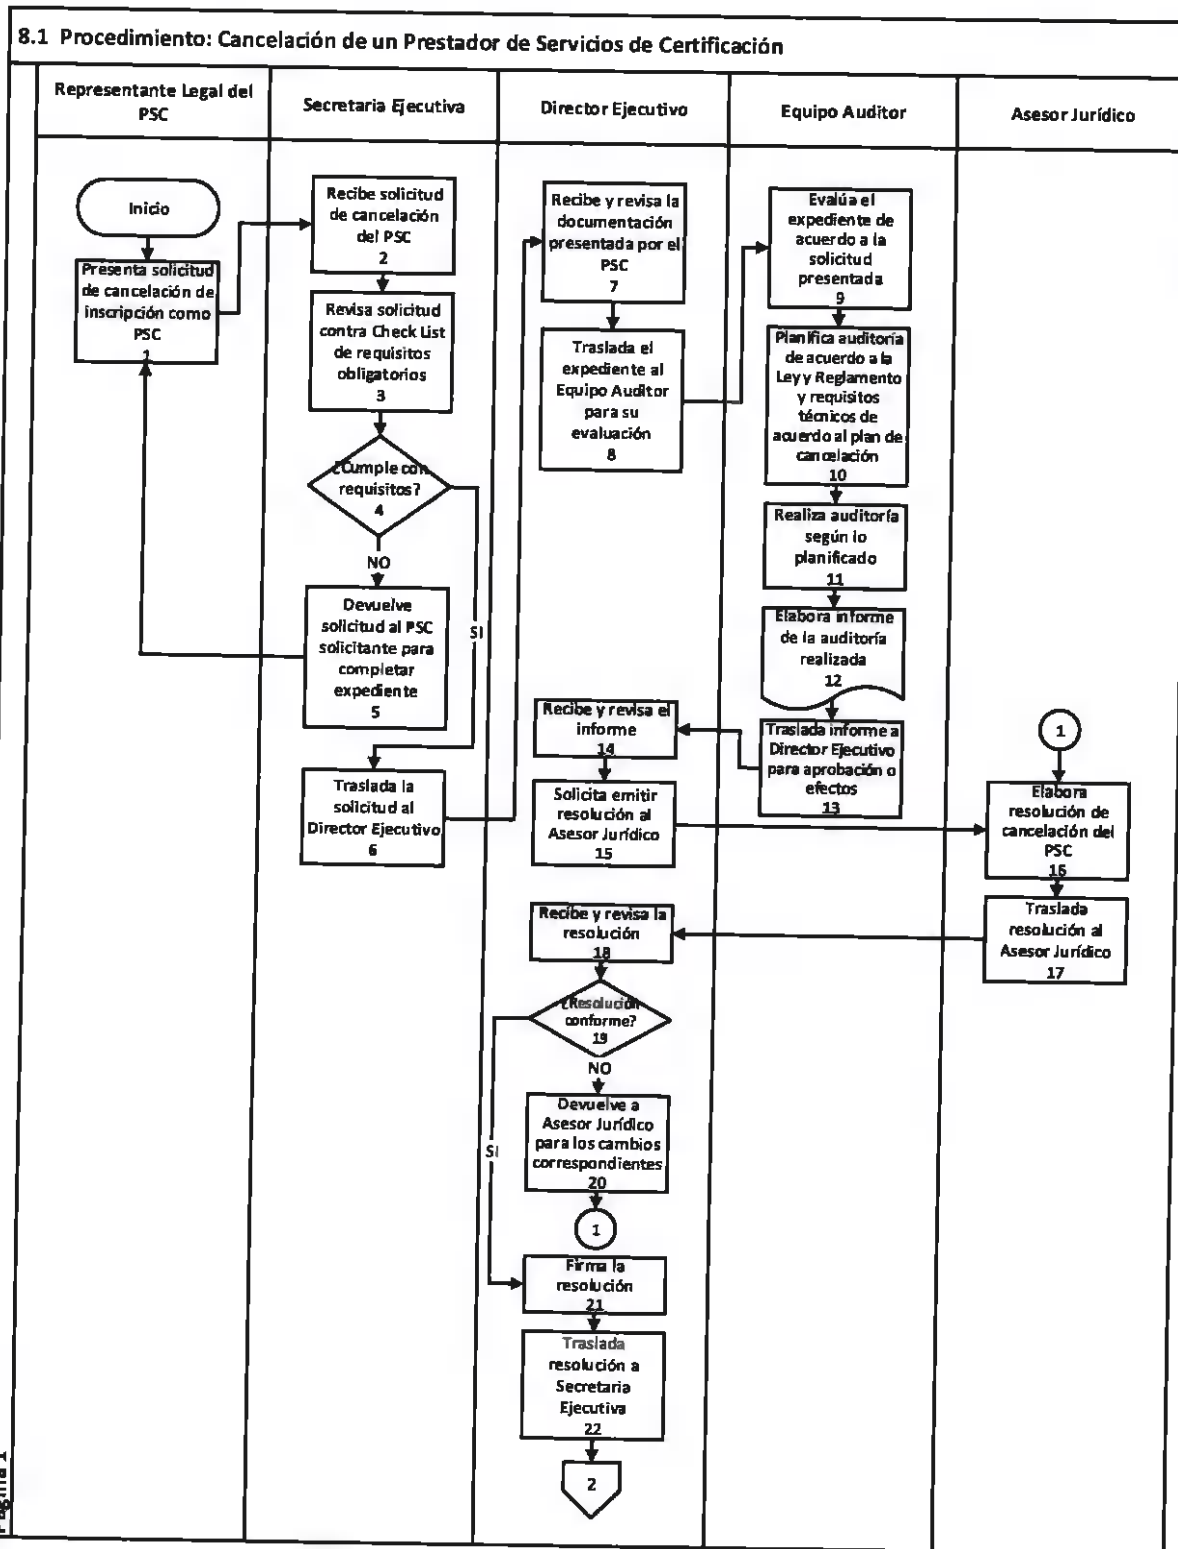 8.1 Procedimiento: Cancelación de un Prestador de Servicios de Certificación
Representante Legal del
PSC
Secretaria Ejecutiva
Director Ejecutivo
Equipo Auditor
Asesor Jurídico
Inicio
Presenta solicitud
de cancelación de
inscripción como
PSC
1
Recibe solicitud
de cancelación
del PSC
2
Revisa solicitud
contra Check List
de requisitos
obligatorios
3
¿Cumple con
requisitos?
4
NO
SI
Devuelve
solicitud al PSC
solicitante para
completar
expediente
5
Traslada la
solicitud al
Director Ejecutivo
6
Recibe y revisa la
documentación
presentada por el
PSC
7
Traslada el
expediente al
Equipo Auditor
para su
evaluación
8
Evalúa el
expediente de
acuerdo a la
solicitud
presentada
9
Planifica auditoría
de acuerdo a la
Ley y Reglamento
y requisitos
técnicos de
acuerdo al plan de
cancelación
10
Realiza auditoría
según lo
planificado
11
Elabora informe
de la auditoría
realizada
12
Traslada informe a
Director Ejecutivo
para aprobación o
efectos
13
Recibe y revisa el
informe
14
Solicita emitir
resolución al
Asesor Jurídico
15
1
Elabora
resolución de
cancelación del
PSC
16
Traslada
resolución al
Asesor Jurídico
17
Recibe y revisa la
resolución
18
¿Resolución
conforme?
19
NO
SI
Devuelve a
Asesor Jurídico
para los cambios
correspondientes
20
1
Firma la
resolución
21
Traslada
resolución a
Secretaria
Ejecutiva
22
2
Página 1